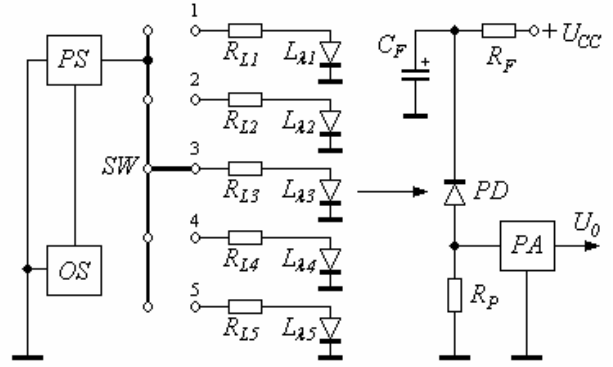 1
PS
R_L1 L_λ1
C_F +
R_F
+U_CC
2
R_L2 L_λ2
SW
3
R_L3 L_λ3
PD
4
OS
R_L4 L_λ4
PA
U_0
5
R_L5 L_λ5
R_P